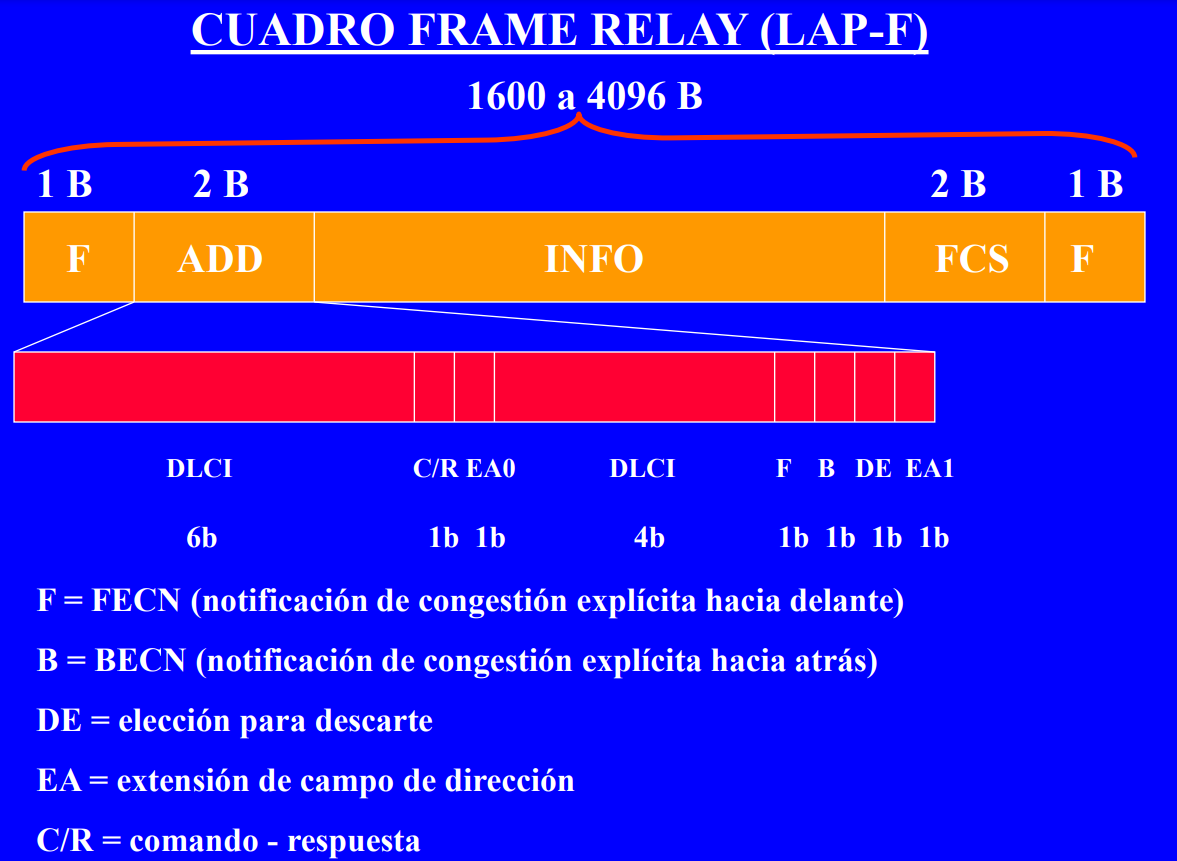 CUADRO FRAME RELAY (LAP-F)
1600 a 4096 B
1 B 2 B 2 B 1 B
F ADD INFO FCS F
DLCI C/R EA0 DLCI F B DE EA1
6b 1b 1b 4b 1b 1b 1b 1b
F = FECN (notificación de congestión explícita hacia delante)
B = BECN (notificación de congestión explícita hacia atrás)
DE = elección para descarte
EA = extensión de campo de dirección
C/R = comando - respuesta